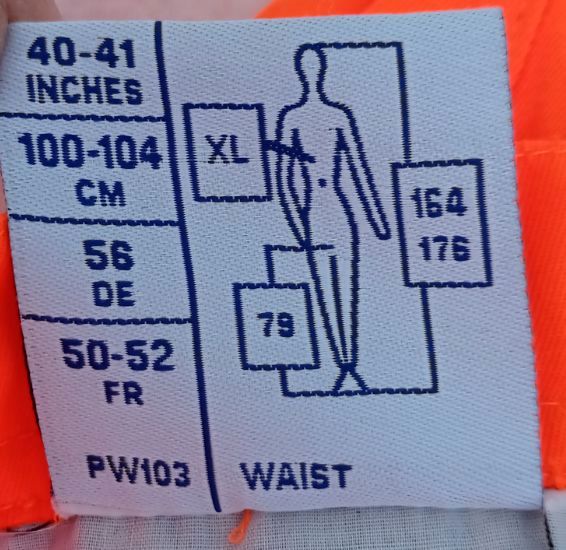 40-41
INCHES
100-104
CM
56
DE
50-52
FR
PW103
XL
164
176
79
WAIST